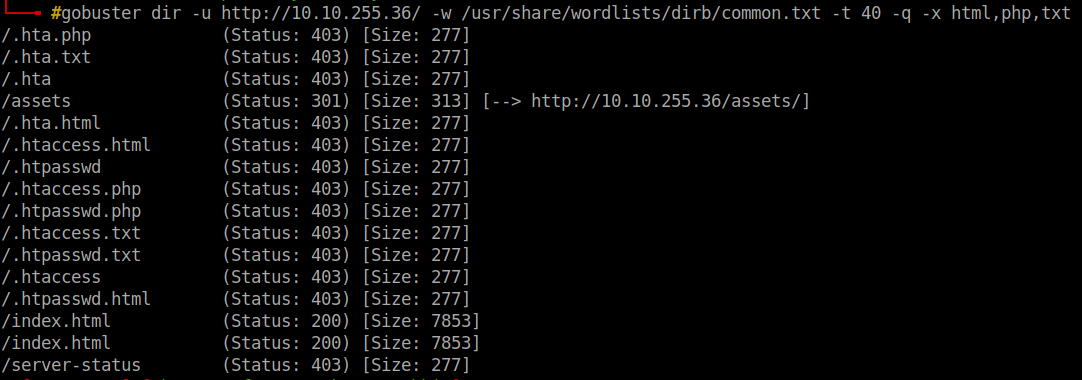 #gobuster dir -u http://10.10.255.36/ -w /usr/share/wordlists/dirb/common.txt -t 40 -q -x html,php,txt
/.hta.php (Status: 403) [Size: 277]
/.hta.txt (Status: 403) [Size: 277]
/.hta (Status: 403) [Size: 277]
/assets (Status: 301) [Size: 313] [--> http://10.10.255.36/assets/]
/.hta.html (Status: 403) [Size: 277]
/.htaccess.html (Status: 403) [Size: 277]
/.htpasswd (Status: 403) [Size: 277]
/.htaccess.php (Status: 403) [Size: 277]
/.htpasswd.php (Status: 403) [Size: 277]
/.htaccess.txt (Status: 403) [Size: 277]
/.htpasswd.txt (Status: 403) [Size: 277]
/.htaccess (Status: 403) [Size: 277]
/.htpasswd.html (Status: 403) [Size: 277]
/index.html (Status: 200) [Size: 7853]
/index.html (Status: 200) [Size: 7853]
/server-status (Status: 403) [Size: 277]